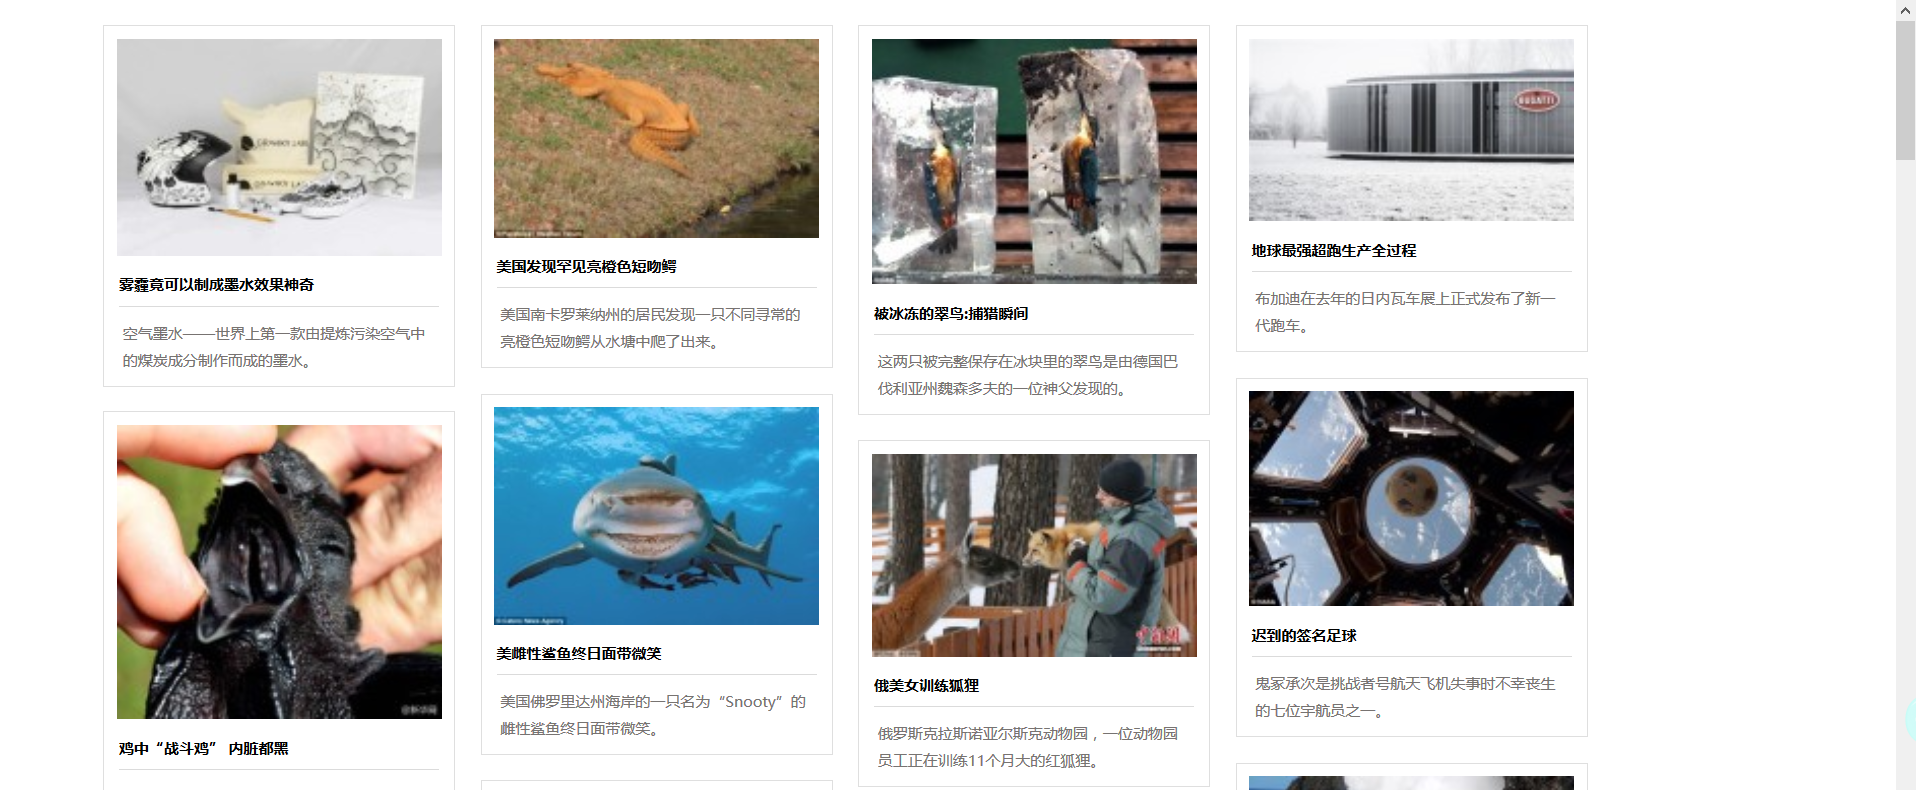 雾霾竟可以制成墨水效果神奇
空气墨水——世界上第一款由提炼污染空气中
的煤炭成分制作而成的墨水。
鸡中“战斗鸡” 内脏都黑
美国发现罕见亮橙色短吻鳄
美国南卡罗莱纳州的居民发现一只不同寻常的
亮橙色短吻鳄从水塘中爬了出来。
美雌性鲨鱼终日面带微笑
美国佛罗里达州海岸的一只名为“Snooty”的
雌性鲨鱼终日面带微笑。
被冰冻的翠鸟:捕猎瞬间
这两只被完整保存在冰块里的翠鸟是由德国巴
伐利亚州魏森多夫的一位神父发现的。
俄美女训练狐狸
俄罗斯克拉斯诺亚尔斯克动物园，一位动物园
员工正在训练11个月大的红狐狸。
BUGATTI
地球最强超跑生产全过程
布加迪在去年的日内瓦车展上正式发布了新一
代跑车。
迟到的签名足球
鬼冢承次是挑战者号航天飞机失事时不幸丧生
的七位宇航员之一。